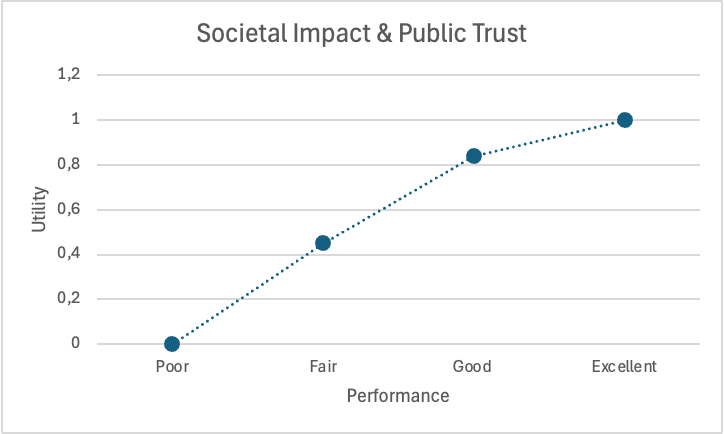 Societal Impact & Public Trust
1,2
1
0,8
0,6
0,4
0,2
0
Utility
Poor Fair Good Excellent
Performance